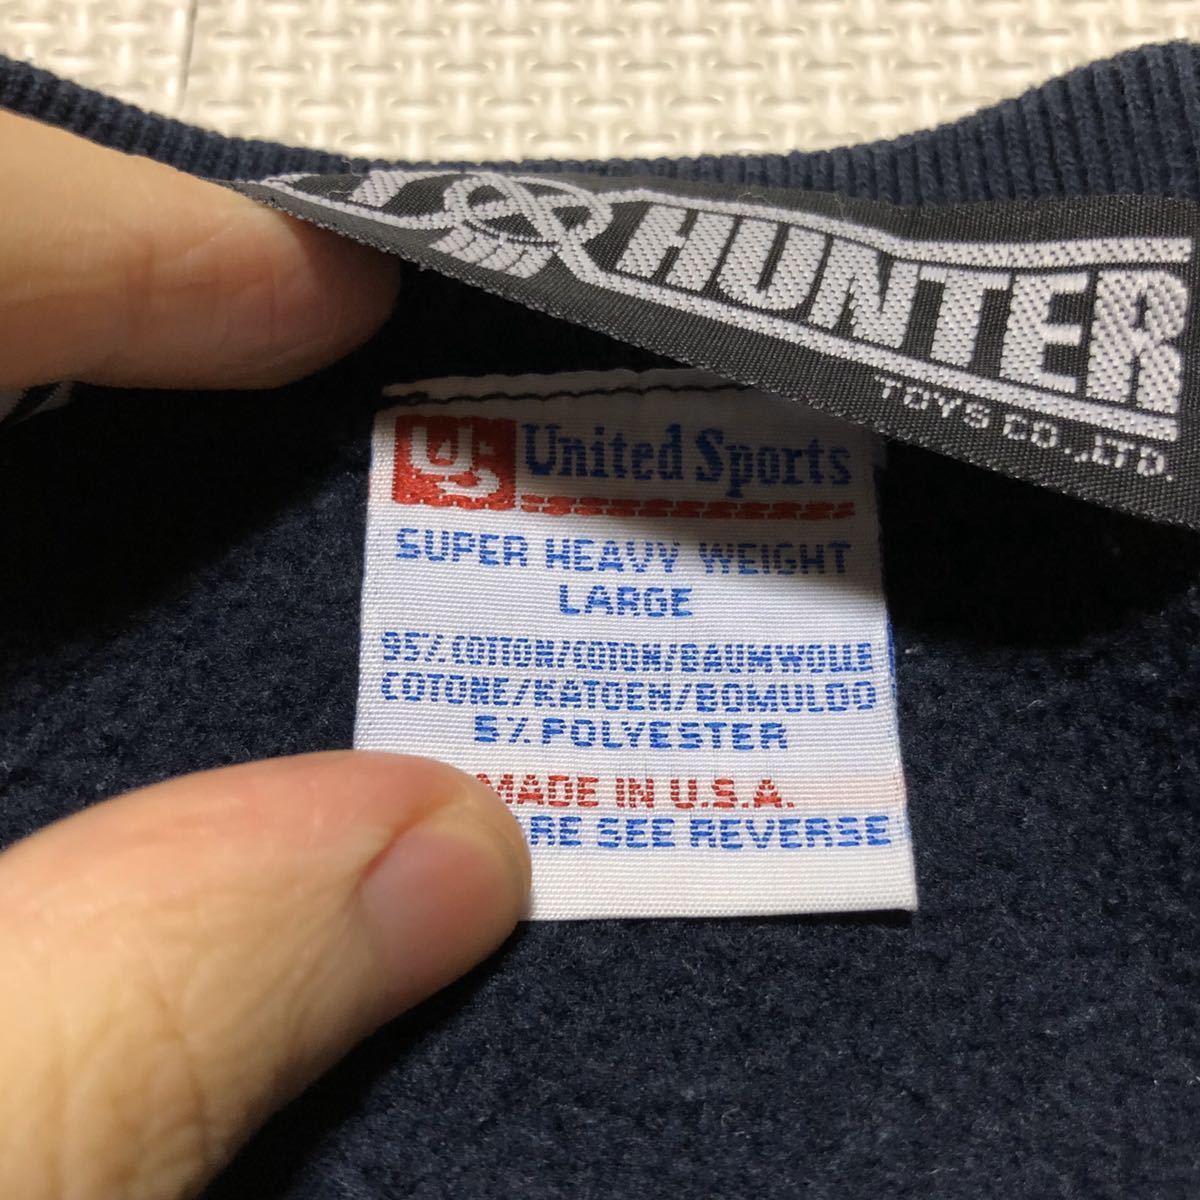 HUNTER
TOYS CO.,LTD.
US United Sports
SUPER HEAVY WEIGHT
LARGE
95% COTTON/COTON/BAUMWOLLE
COTONE/KATOEN/BOMULDO
5% POLYESTER
MADE IN U.S.A.
RE SEE REVERSE